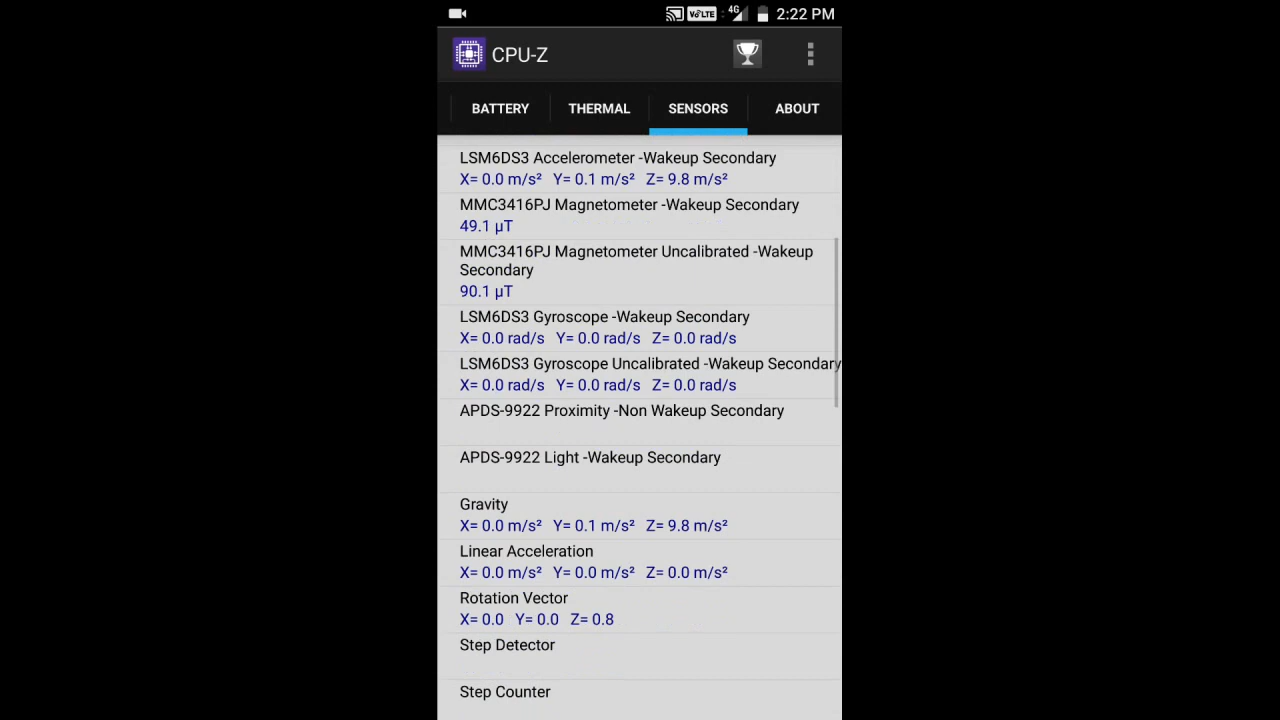 VoLTE 4G 2:22 PM
CPU-Z
BATTERY THERMAL SENSORS ABOUT
LSM6DS3 Accelerometer -Wakeup Secondary
X= 0.0 m/s² Y= 0.1 m/s² Z= 9.8 m/s²
MMC3416PJ Magnetometer -Wakeup Secondary
49.1 µT
MMC3416PJ Magnetometer Uncalibrated -Wakeup
Secondary
90.1 µT
LSM6DS3 Gyroscope -Wakeup Secondary
X= 0.0 rad/s Y= 0.0 rad/s Z= 0.0 rad/s
LSM6DS3 Gyroscope Uncalibrated -Wakeup Secondary
X= 0.0 rad/s Y= 0.0 rad/s Z= 0.0 rad/s
APDS-9922 Proximity -Non Wakeup Secondary
APDS-9922 Light -Wakeup Secondary
Gravity
X= 0.0 m/s² Y= 0.1 m/s² Z= 9.8 m/s²
Linear Acceleration
X= 0.0 m/s² Y= 0.0 m/s² Z= 0.0 m/s²
Rotation Vector
X= 0.0 Y= 0.0 Z= 0.8
Step Detector
Step Counter